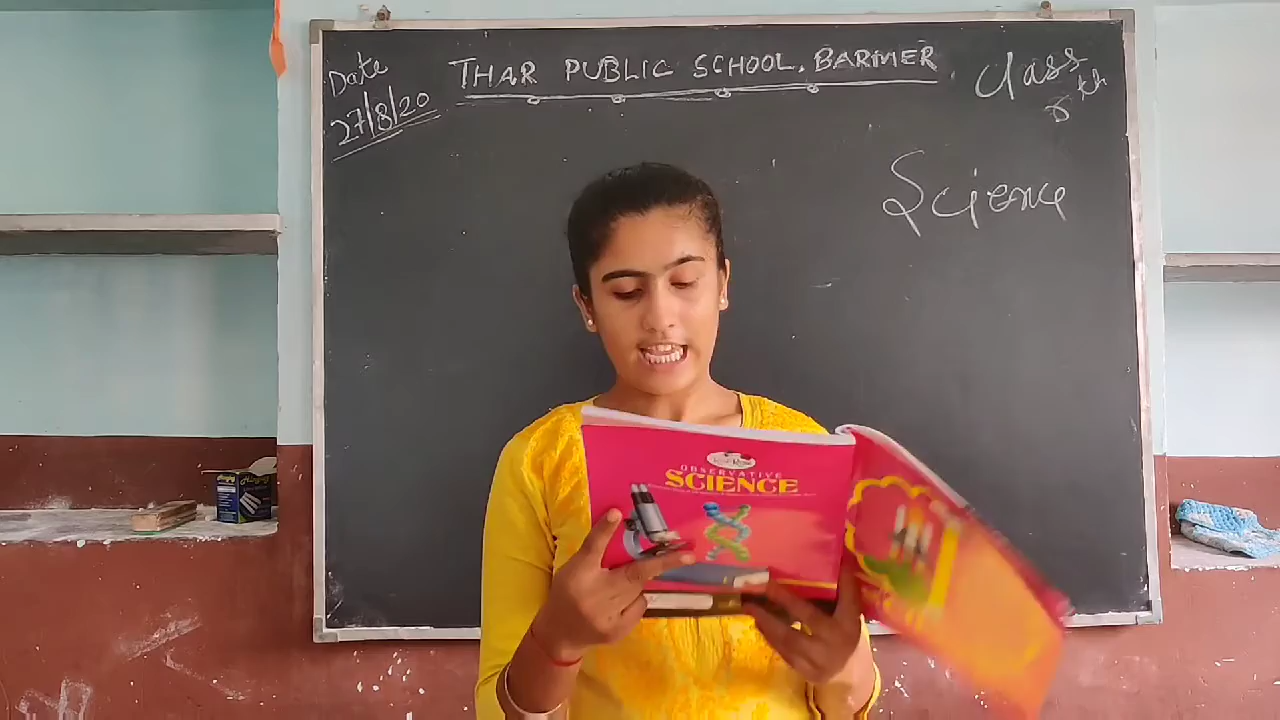 Date
27/8/20
THAR PUBLIC SCHOOL, BARMER
Class
8th
Science
OBSERVATIVE
SCIENCE